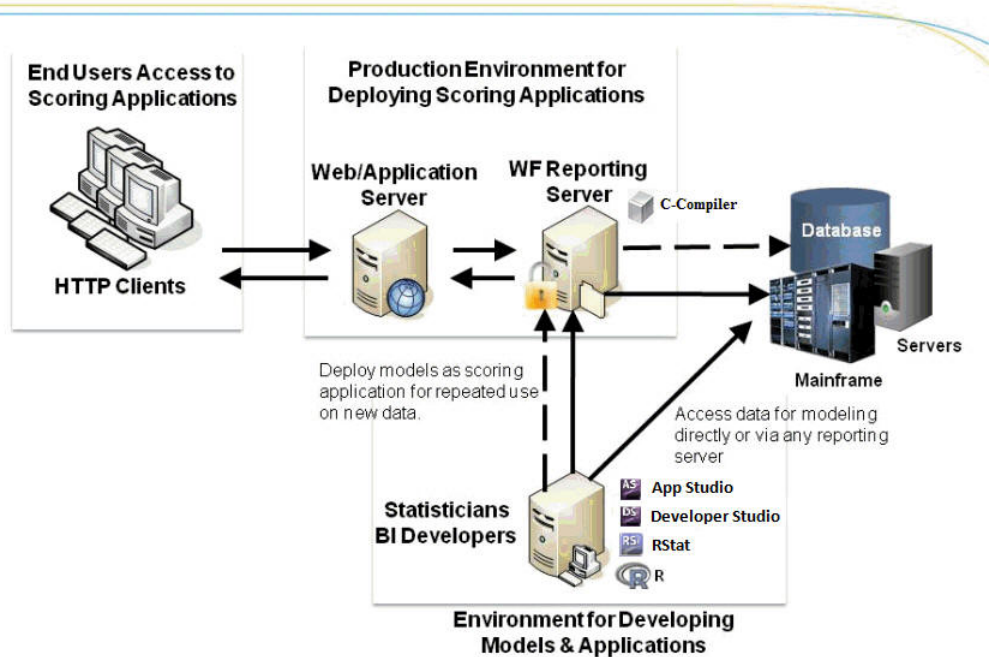 End Users Access to
Scoring Applications
HTTP Clients
Production Environment for
Deploying Scoring Applications
Web/Application
Server
WF Reporting
Server
C-Compiler
Database
Servers
Mainframe
Deploy models as scoring
application for repeated use
on new data.
Access data for modeling
directly or via any reporting
server
Statisticians
BI Developers
AS App Studio
DS Developer Studio
RS RStat
R R
Environment for Developing
Models & Applications